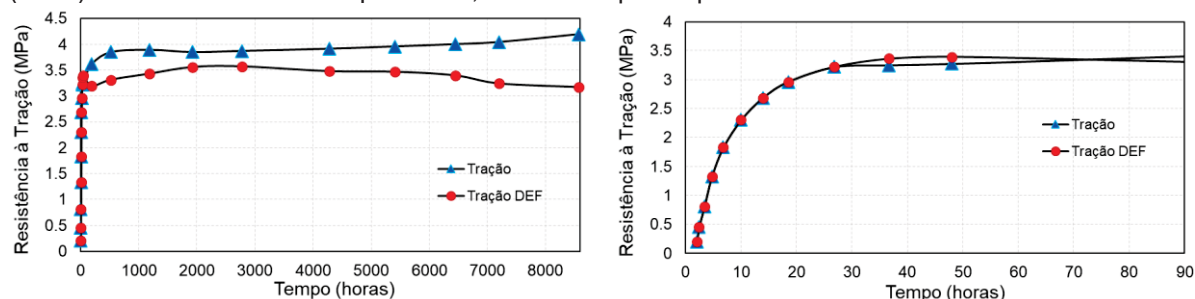 Resistência à Tração (MPa)
4.5
4
3.5
3
2.5
2
1.5
1
0.5
0
0 1000 2000 3000 4000 5000 6000 7000 8000
Tempo (horas)
Tração
Tração DEF
Resistência à Tração (MPa)
4
3.5
3
2.5
2
1.5
1
0.5
0
0 10 20 30 40 50 60 70 80 90
Tempo (horas)
Tração
Tração DEF